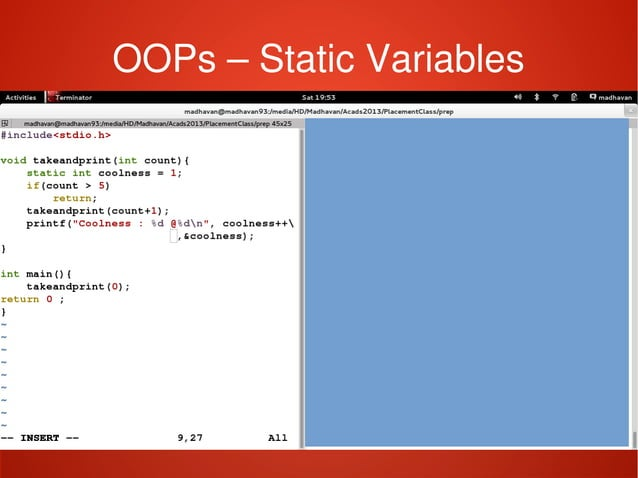 OOPs – Static Variables
Activities Terminator Sat 19:53 madhavan
madhavan@madhavan93:/media/HD/Madhavan/Acads2013/PlacementClass/prep
madhavan@madhavan93:/media/HD/Madhavan/Acads2013/PlacementClass/prep 45x25
#include<stdio.h>
void takeandprint(int count){
    static int coolness = 1;
    if(count > 5)
        return;
    takeandprint(count+1);
    printf("Coolness : %d @%d\n", coolness++\
                          ,&coolness);
}
int main(){
    takeandprint(0);
return 0 ;
}
~
~
~
~
~
~
~
~
~
-- INSERT -- 9,27 All